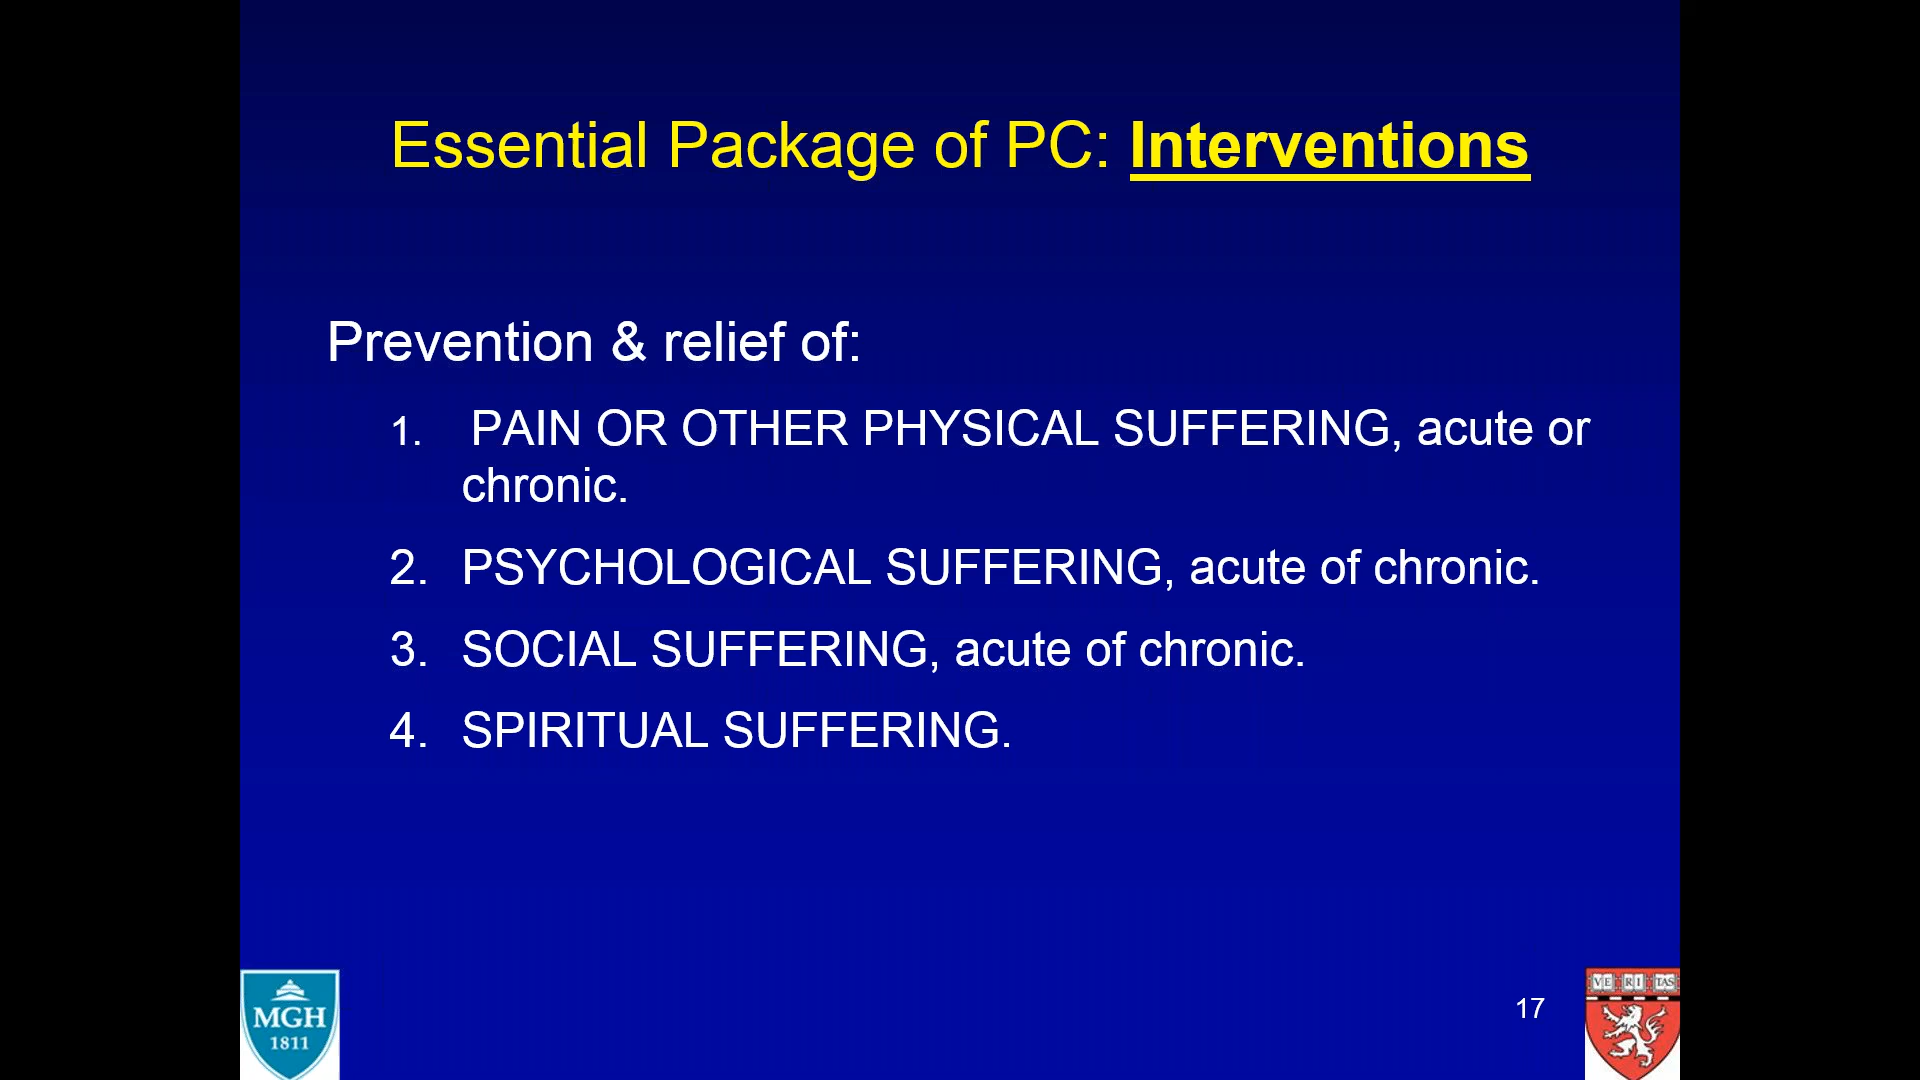 Essential Package of PC: Interventions
Prevention & relief of:
1. PAIN OR OTHER PHYSICAL SUFFERING, acute or
chronic.
2. PSYCHOLOGICAL SUFFERING, acute of chronic.
3. SOCIAL SUFFERING, acute of chronic.
4. SPIRITUAL SUFFERING.
MGH
1811
17
VE RI TAS